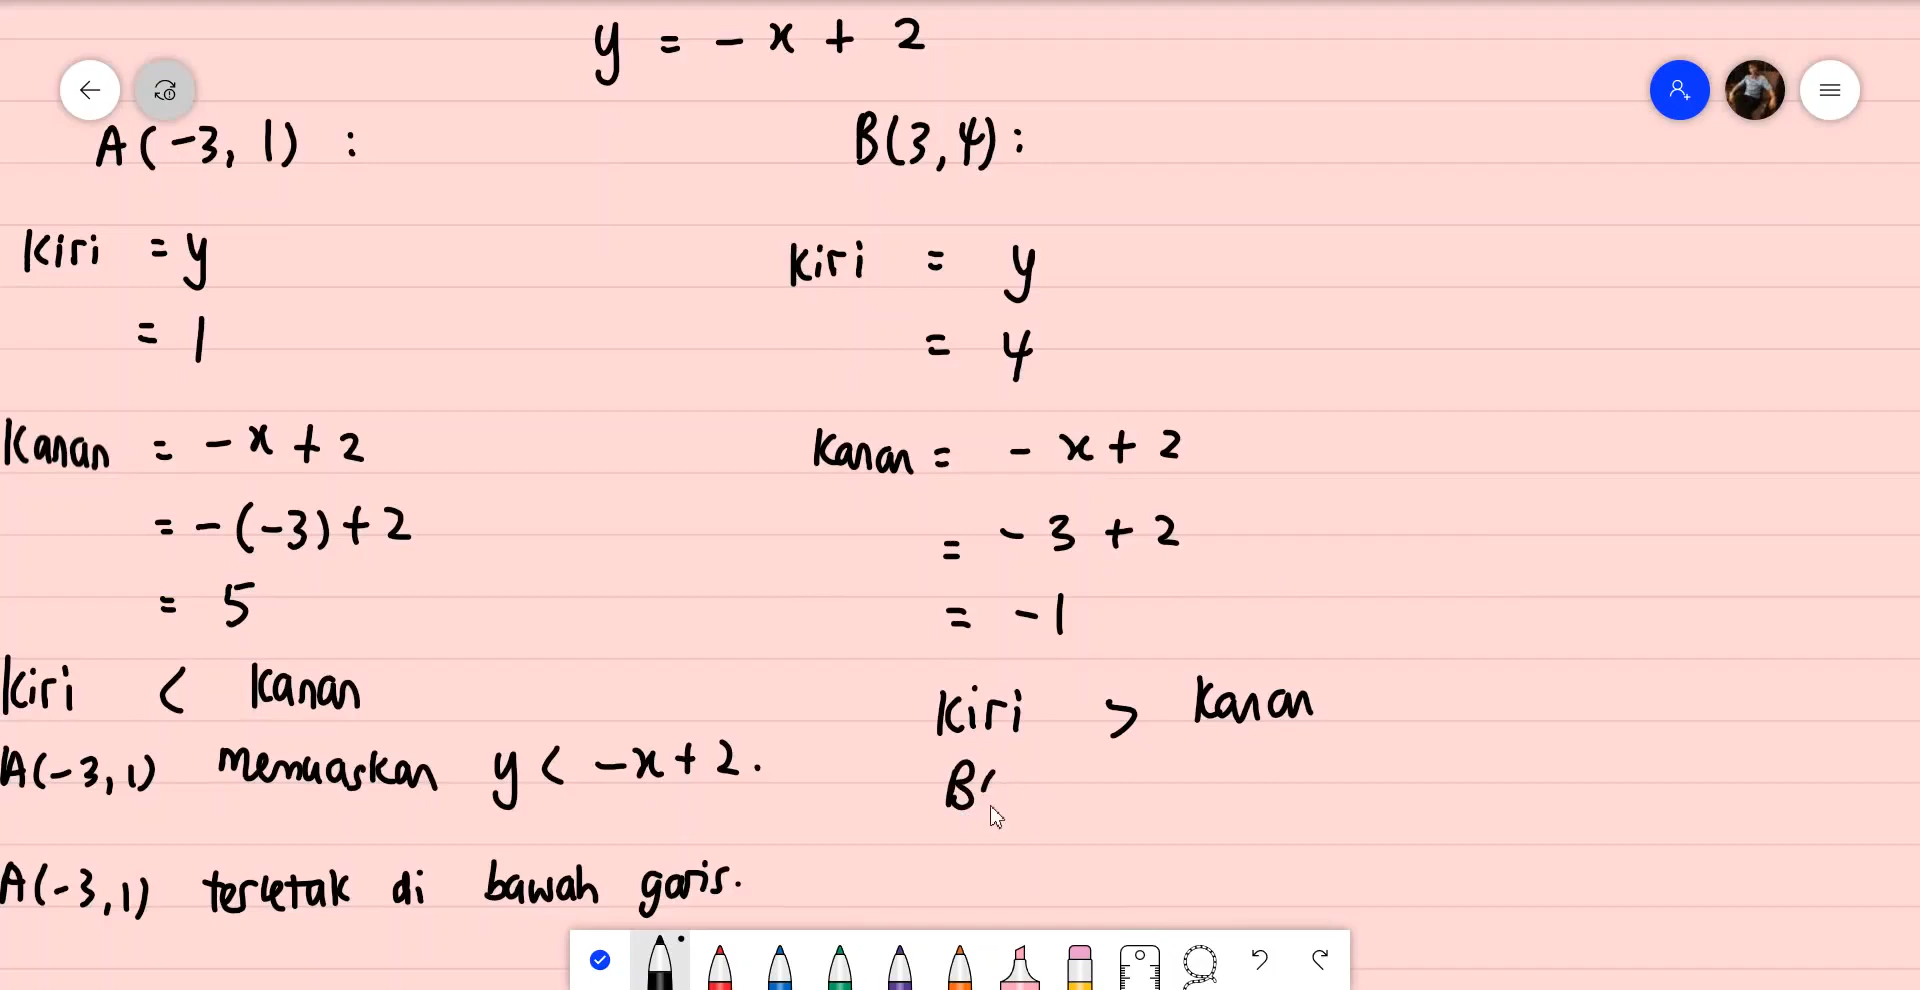 y = - x + 2
A(-3, 1) :
Kiri = y
= 1
Kanan = -x + 2
= -(-3) + 2
= 5
Kiri < Kanan
A(-3, 1) memuaskan y < -x + 2.
A(-3, 1) terletak di bawah garis.
B(3, 4) :
Kiri = y
= 4
Kanan = - x + 2
= - 3 + 2
= - 1
Kiri > Kanan
B(